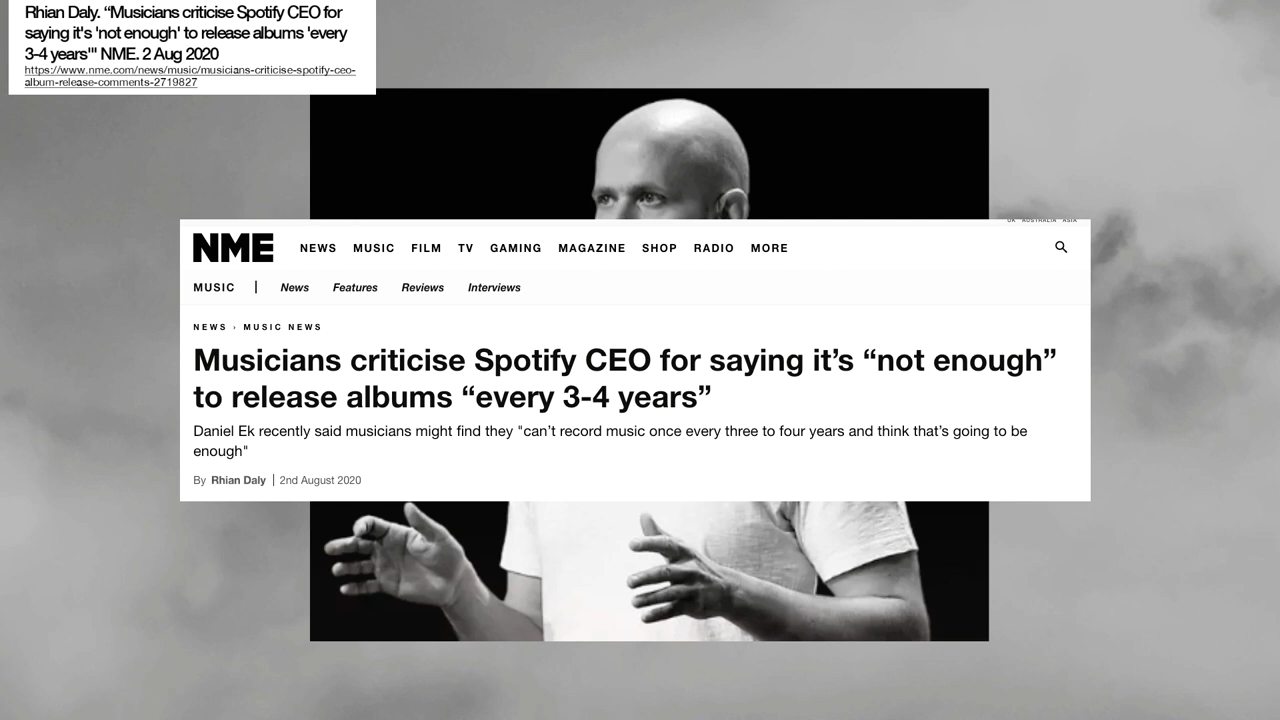 Rhian Daly. “Musicians criticise Spotify CEO for
saying it's 'not enough' to release albums 'every
3-4 years'" NME. 2 Aug 2020
https://www.nme.com/news/music/musicians-criticise-spotify-ceo-
album-release-comments-2719827
UK AUSTRALIA ASIA
NME NEWS MUSIC FILM TV GAMING MAGAZINE SHOP RADIO MORE
MUSIC | News Features Reviews Interviews
NEWS › MUSIC NEWS
Musicians criticise Spotify CEO for saying it’s “not enough”
to release albums “every 3-4 years”
Daniel Ek recently said musicians might find they "can’t record music once every three to four years and think that’s going to be
enough"
By Rhian Daly | 2nd August 2020